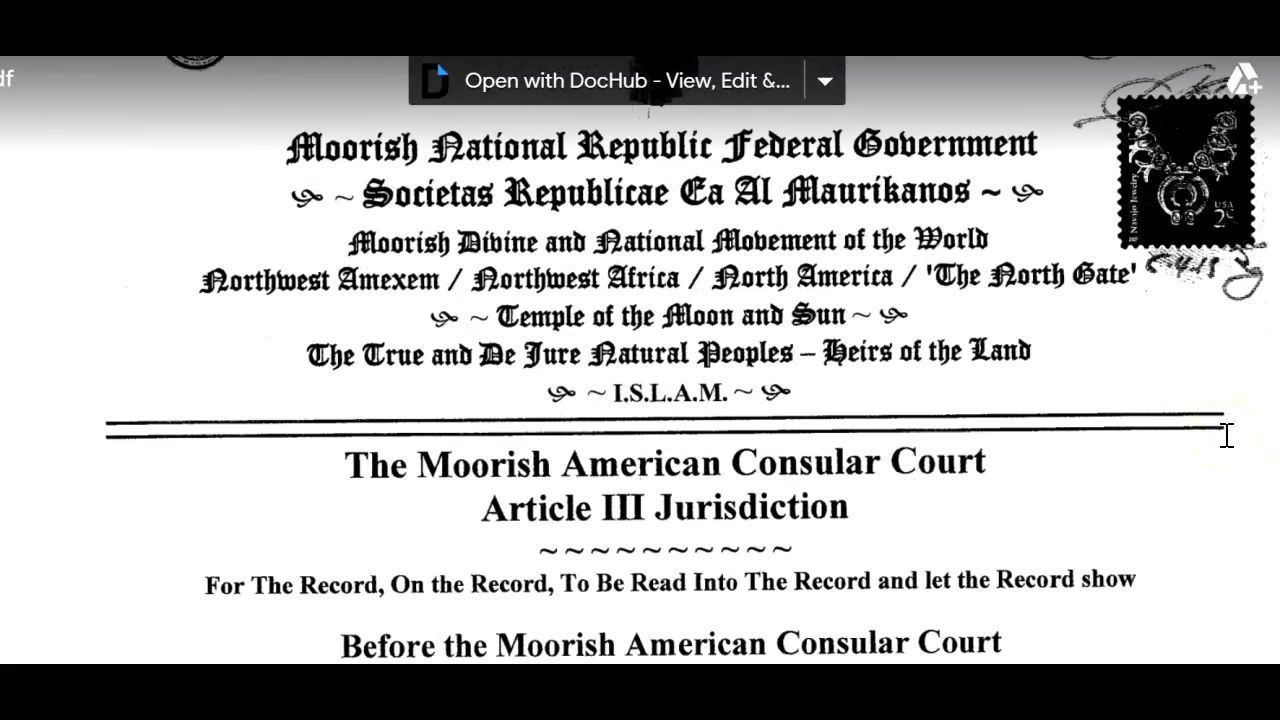 df
Open with DocHub - View, Edit &...
Moorish National Republic Federal Government
~ Societas Republicae Ea Al Maurikanos ~
Moorish Divine and National Movement of the World
Northwest Amexem / Northwest Africa / North America / 'The North Gate'
~ Temple of the Moon and Sun ~
The True and De Jure Natural Peoples – Heirs of the Land
~ I.S.L.A.M. ~
Navajo Jewelry
USA
2c
2007
The Moorish American Consular Court
Article III Jurisdiction
~ ~ ~ ~ ~ ~ ~ ~ ~ ~
For The Record, On the Record, To Be Read Into The Record and let the Record show
Before the Moorish American Consular Court